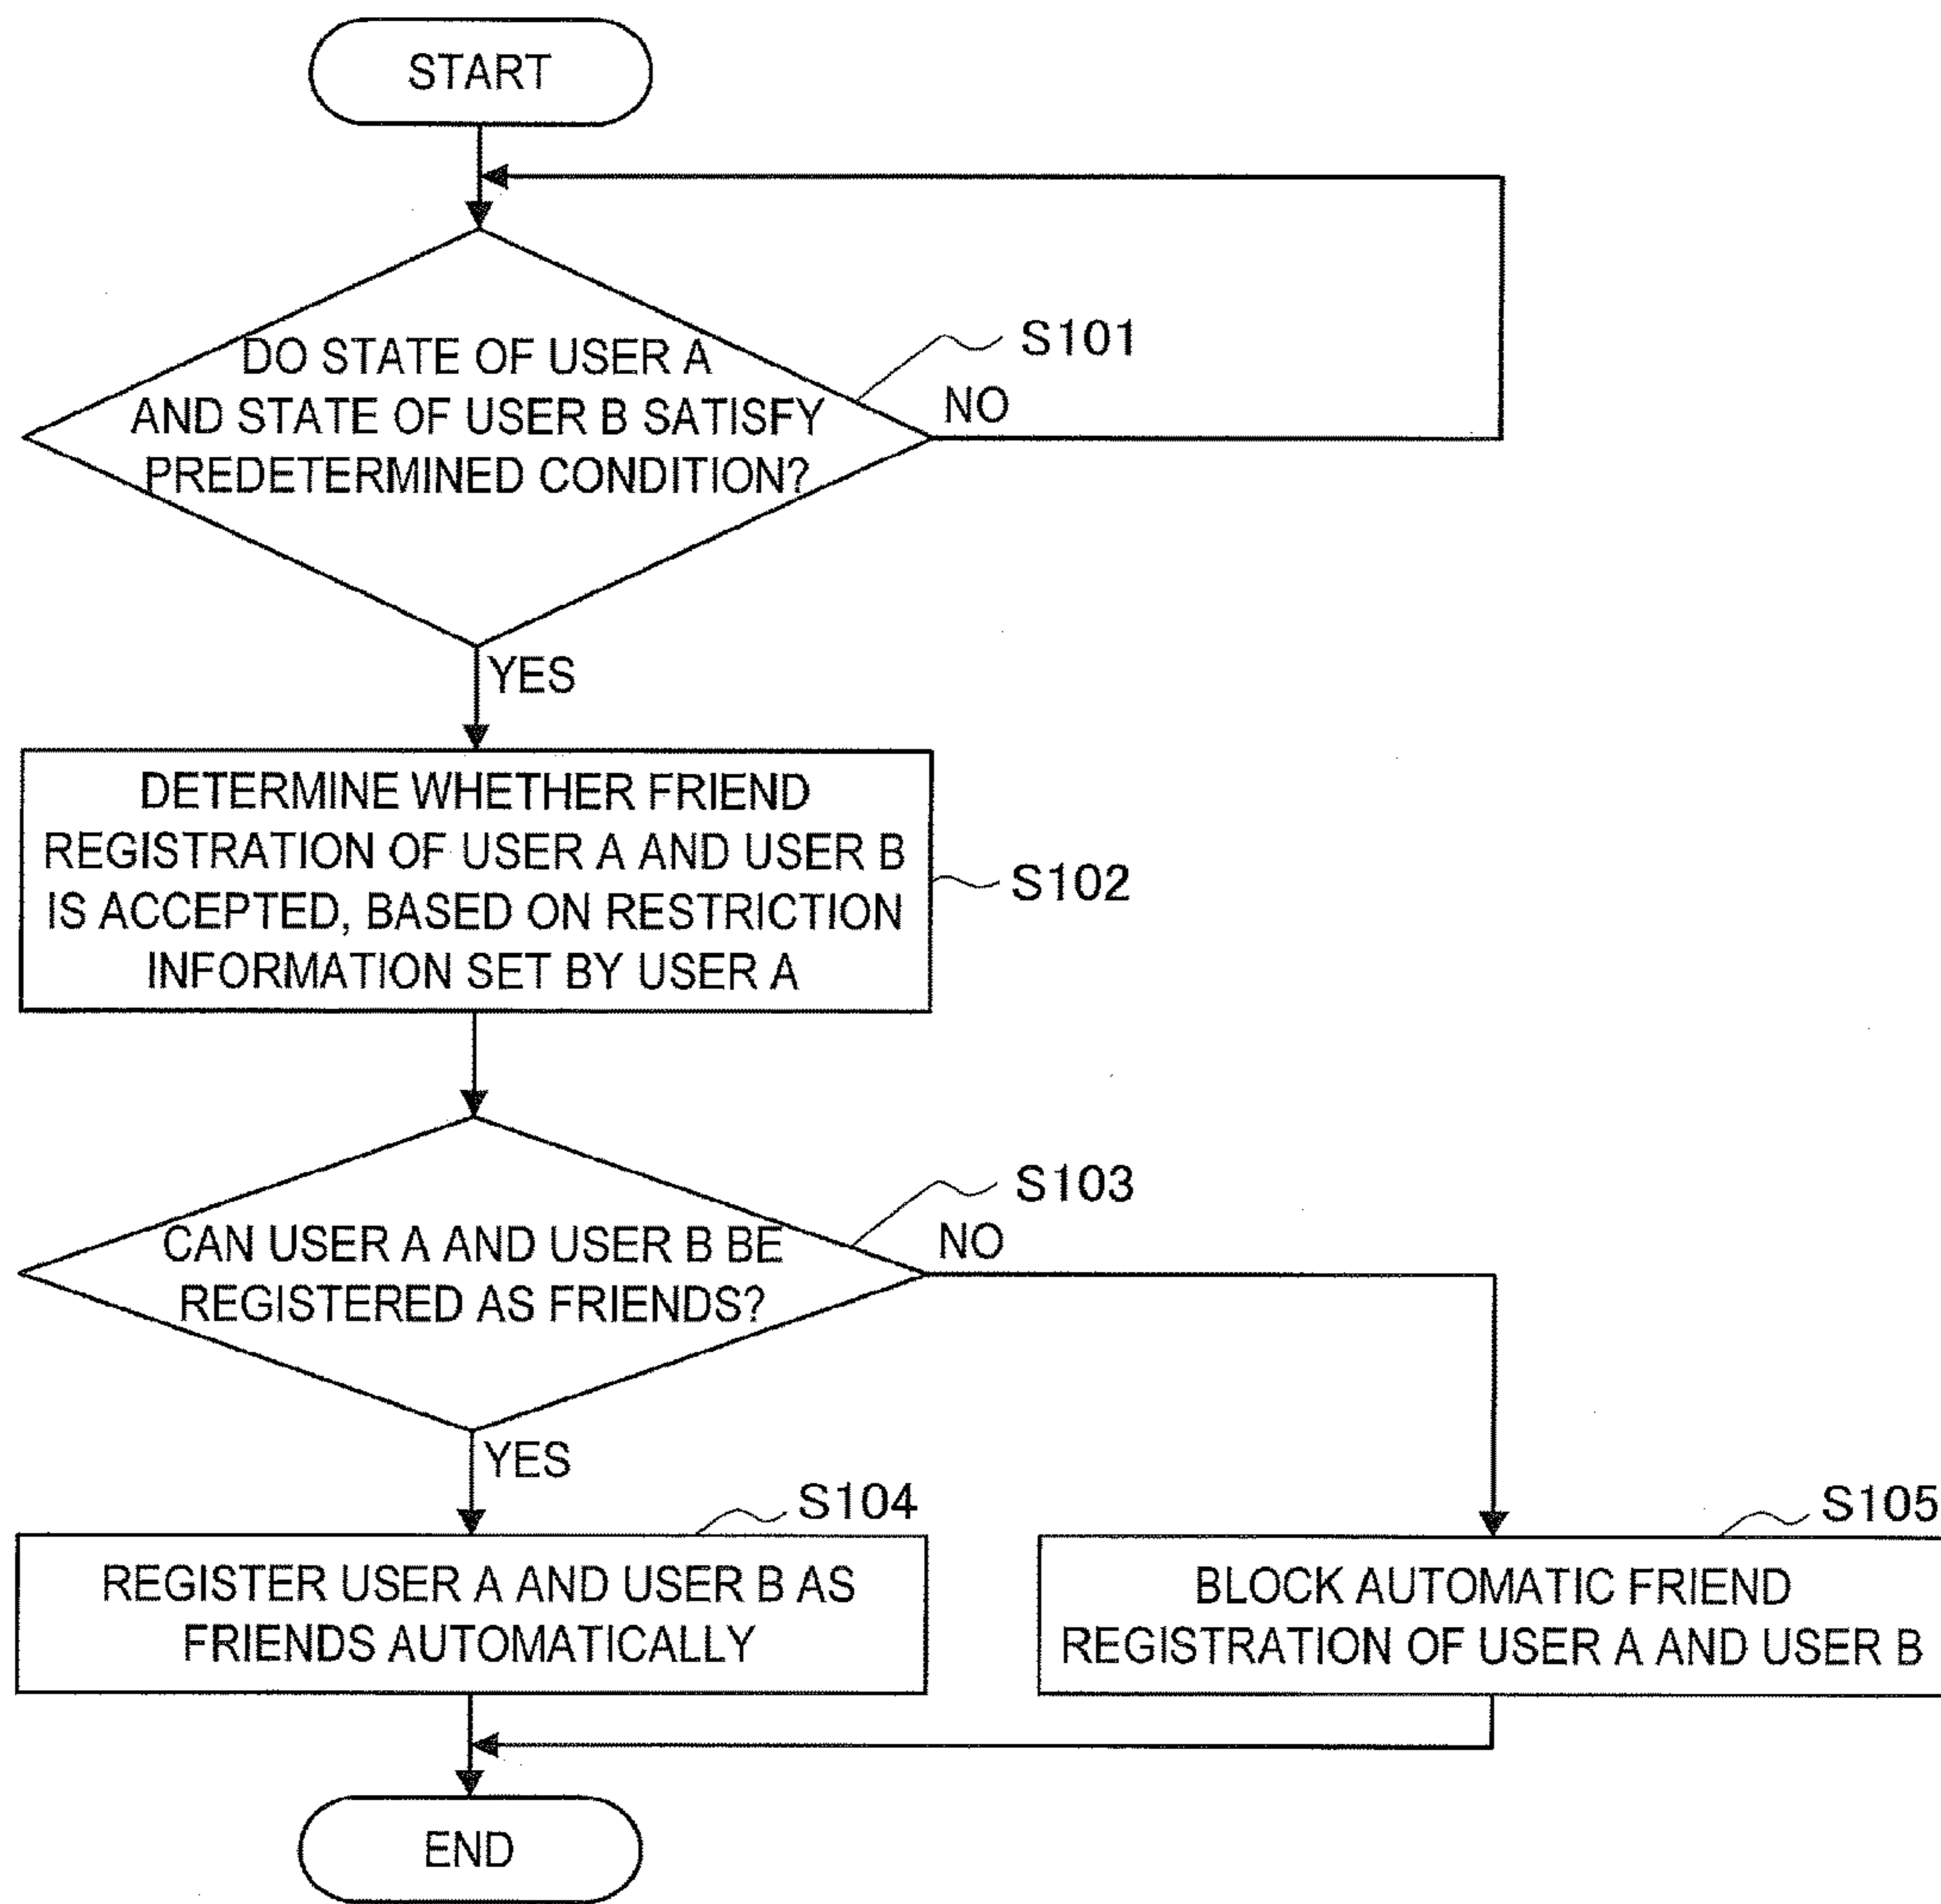 START
DO STATE OF USER A
AND STATE OF USER B SATISFY
PREDETERMINED CONDITION?
S101
NO
YES
DETERMINE WHETHER FRIEND
REGISTRATION OF USER A AND USER B
IS ACCEPTED, BASED ON RESTRICTION
INFORMATION SET BY USER A
S102
CAN USER A AND USER B BE
REGISTERED AS FRIENDS?
S103
NO
YES
S104
REGISTER USER A AND USER B AS
FRIENDS AUTOMATICALLY
S105
BLOCK AUTOMATIC FRIEND
REGISTRATION OF USER A AND USER B
END